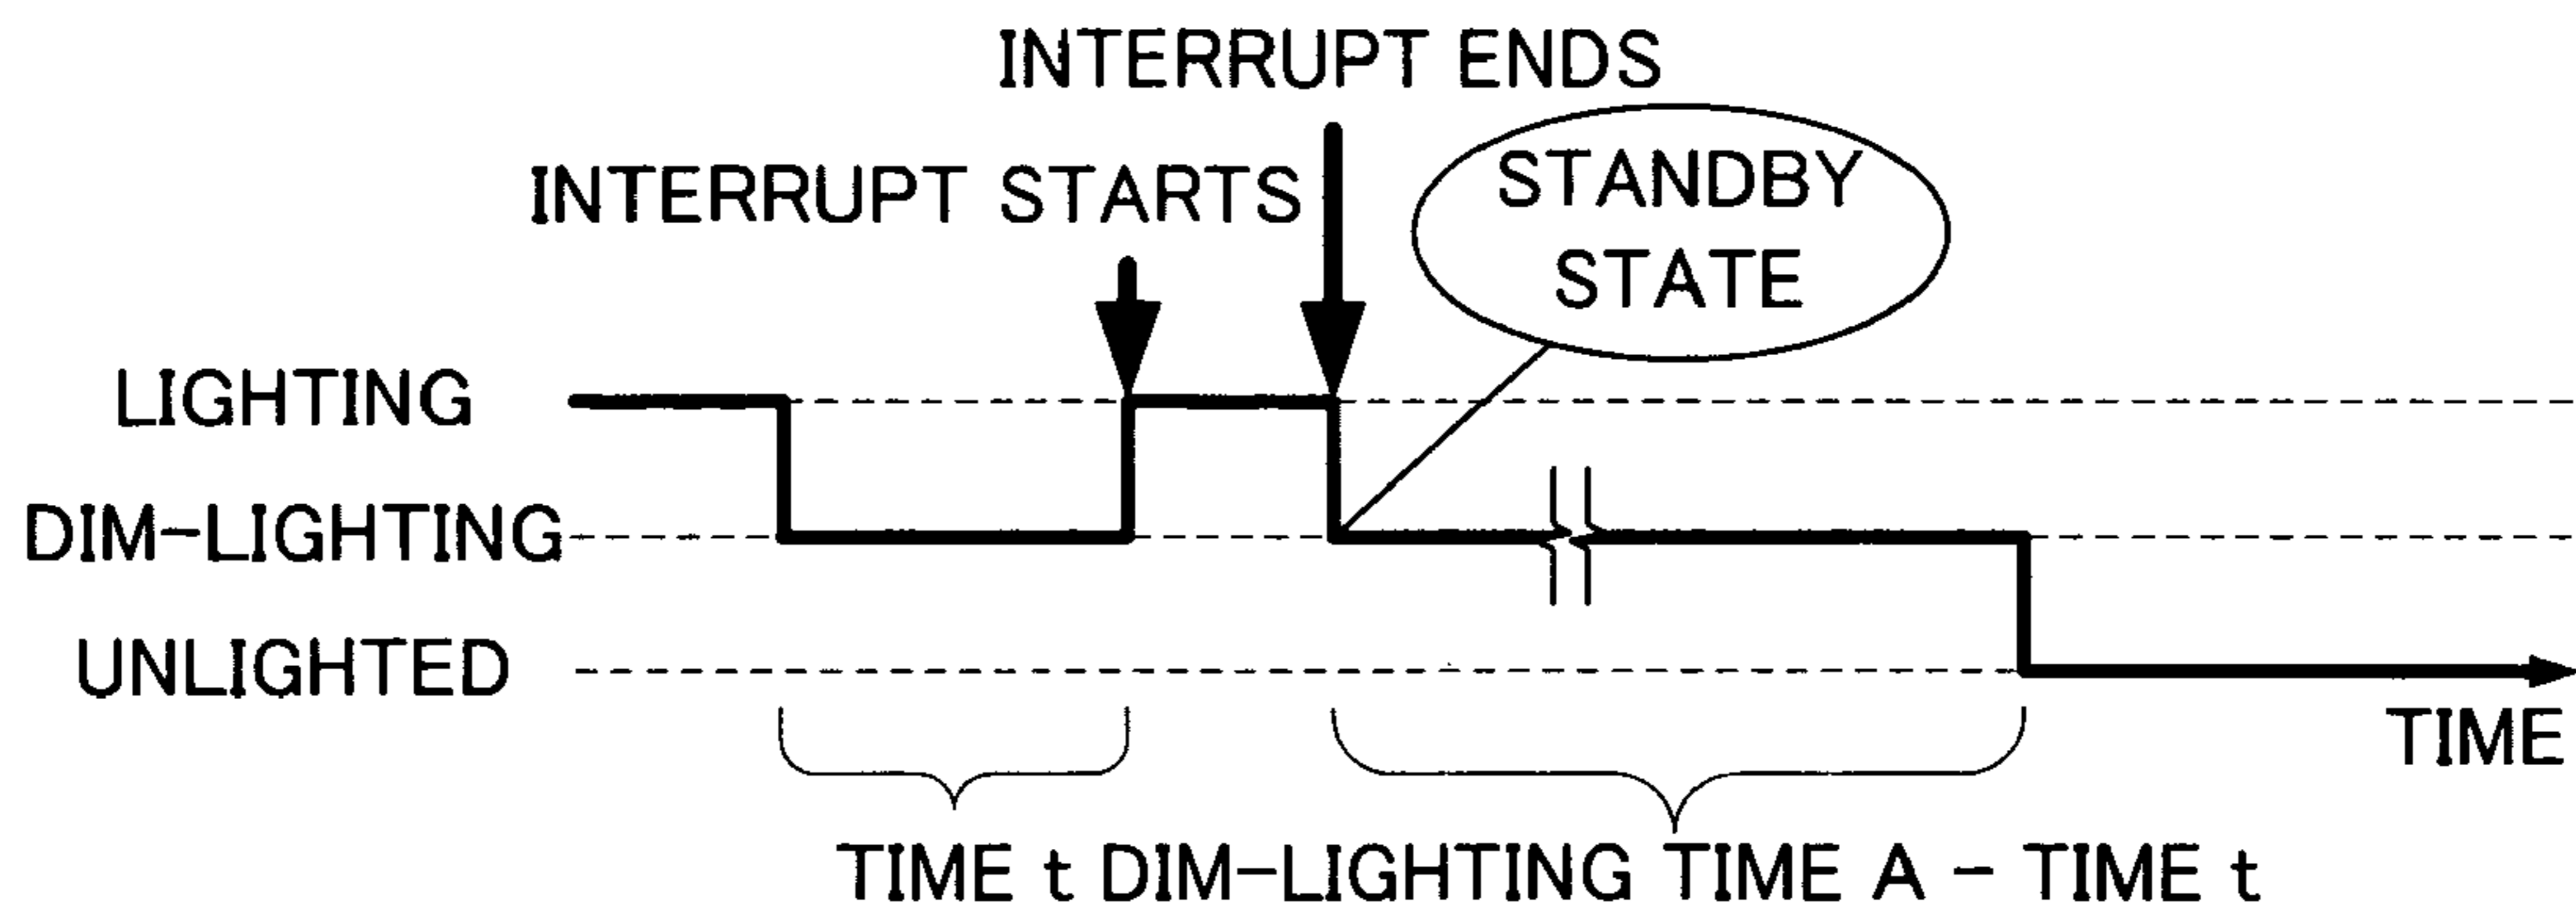 INTERRUPT ENDS
INTERRUPT STARTS
STANDBY
STATE
LIGHTING
DIM-LIGHTING
UNLIGHTED
TIME
TIME t
DIM-LIGHTING TIME A - TIME t